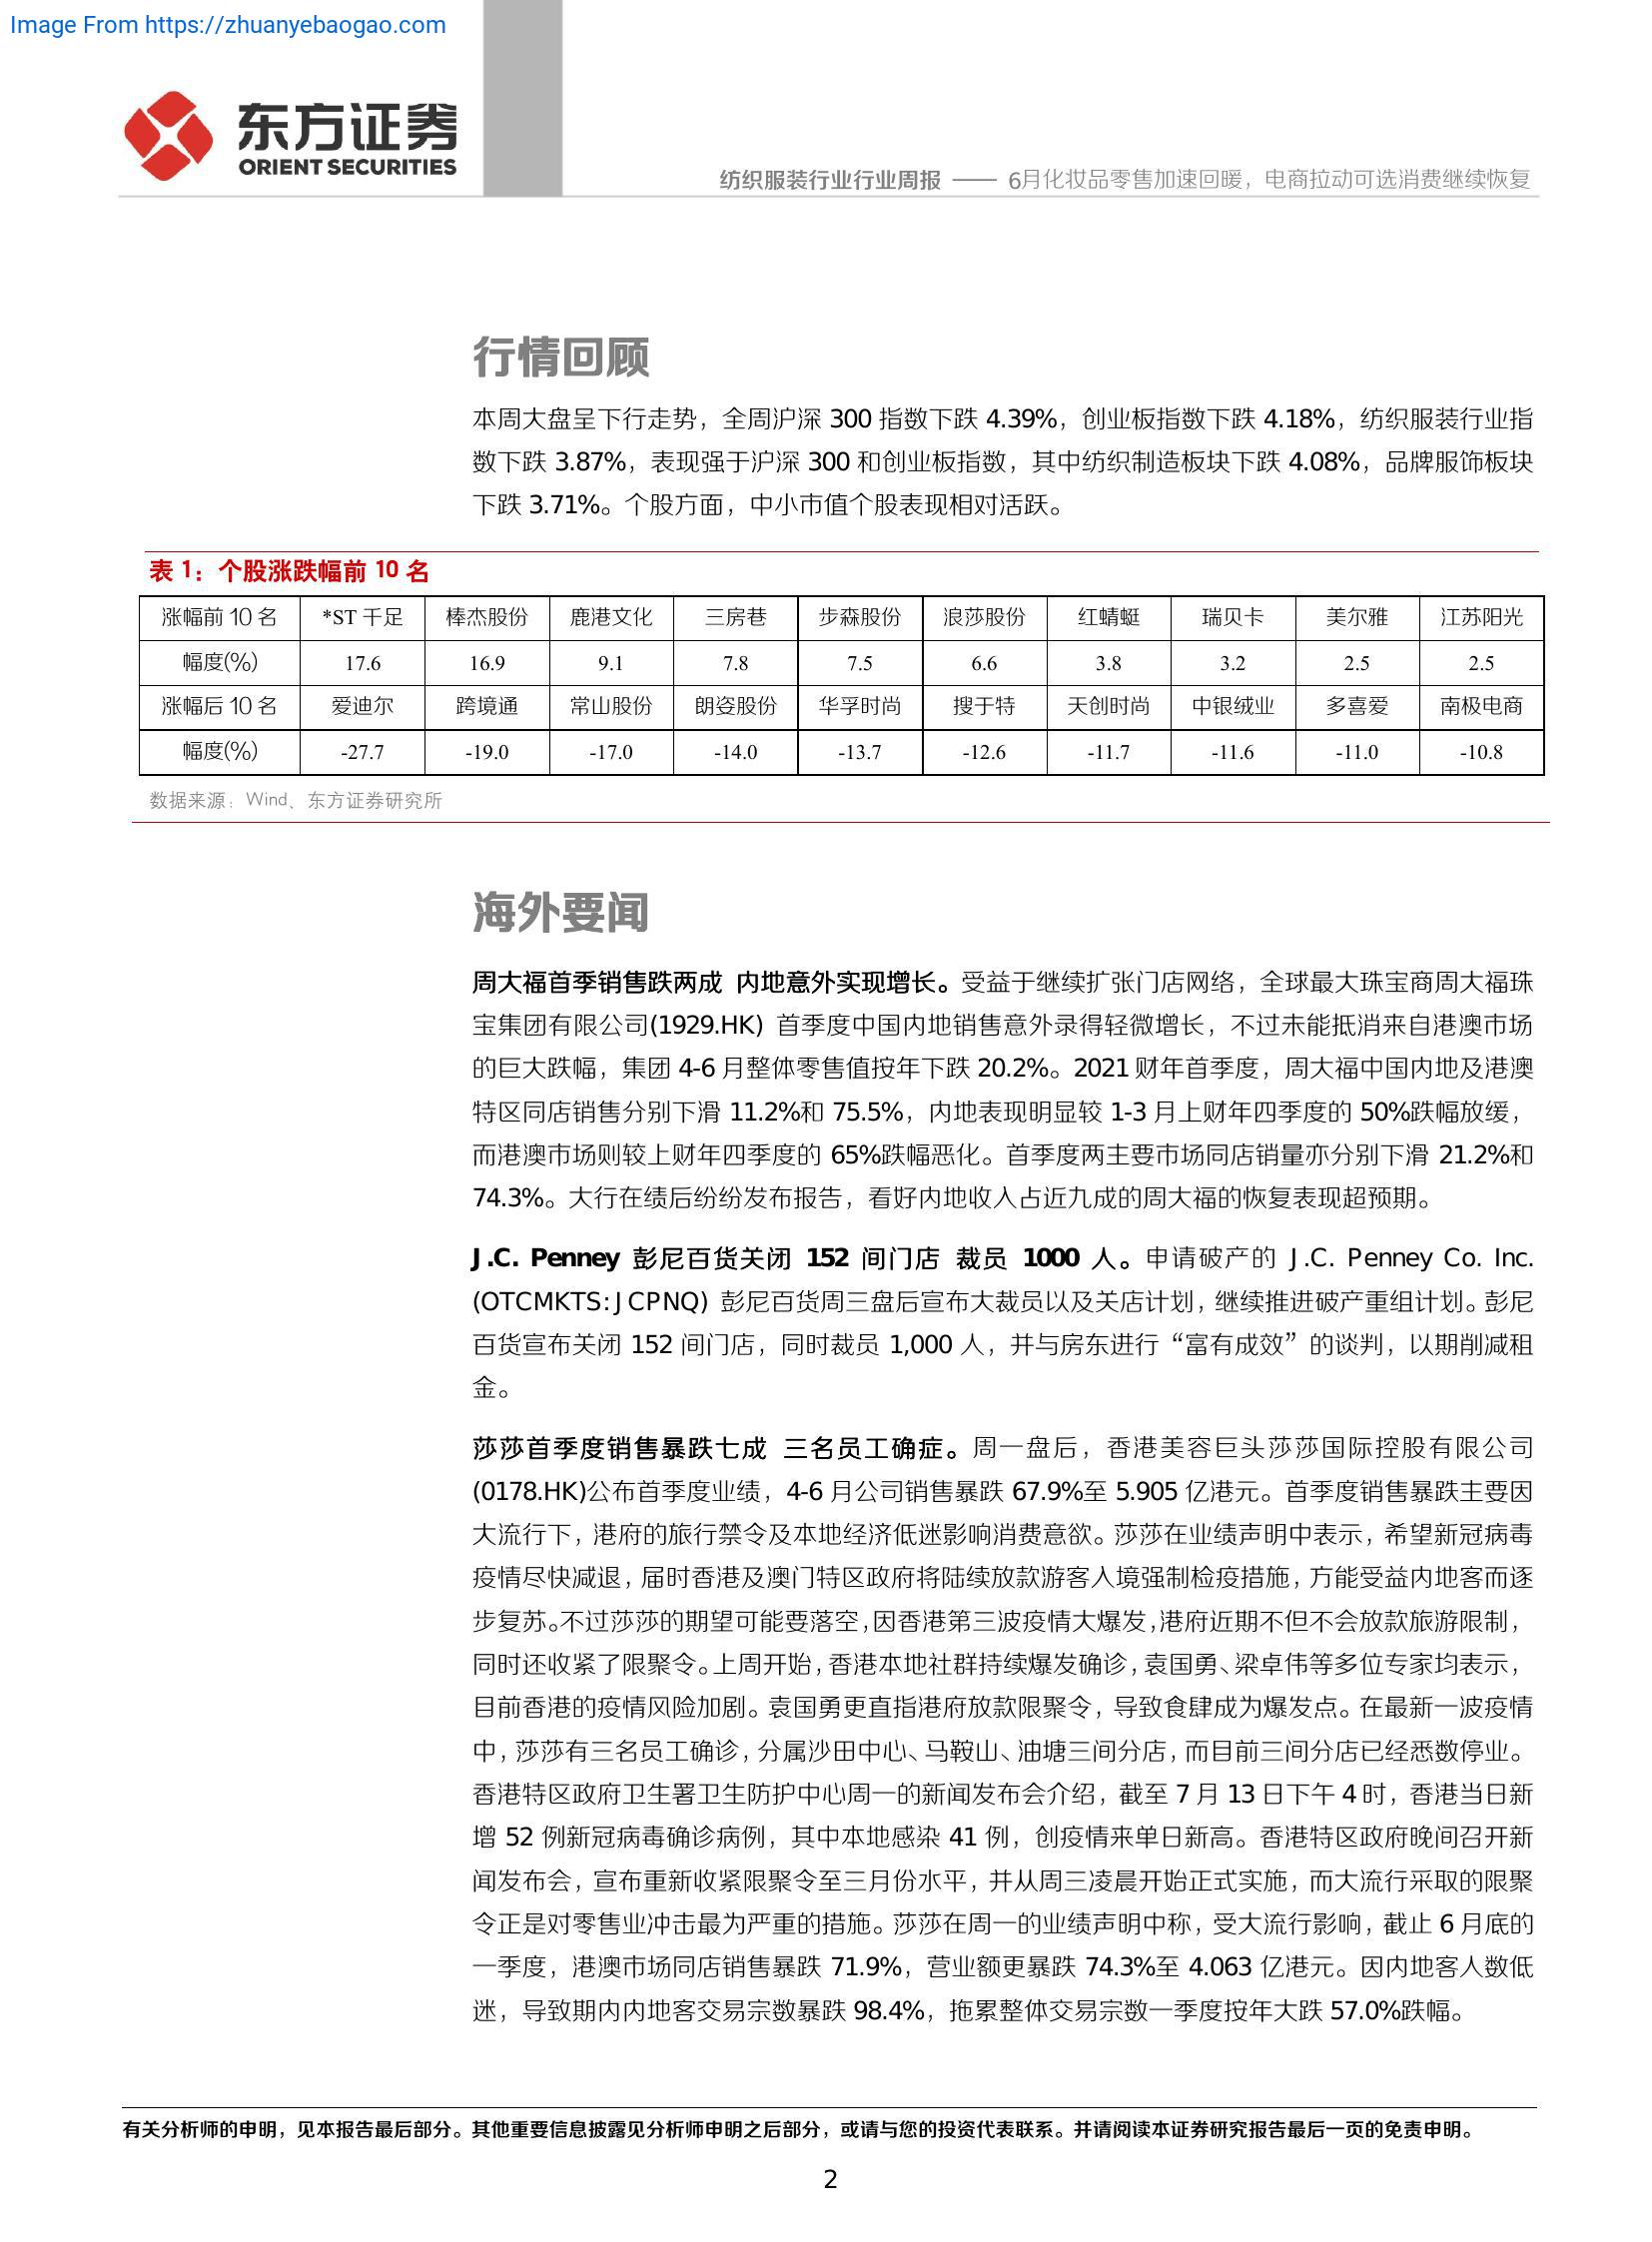 Image From https://zhuanyebaogao.com
东方证券
ORIENT SECURITIES
纺织服装行业行业周报 —— 6月化妆品零售加速回暖，电商拉动可选消费继续恢复
行情回顾
本周大盘呈下行走势，全周沪深 300 指数下跌 4.39%，创业板指数下跌 4.18%，纺织服装行业指
数下跌 3.87%，表现强于沪深 300 和创业板指数，其中纺织制造板块下跌 4.08%，品牌服饰板块
下跌 3.71%。个股方面，中小市值个股表现相对活跃。
表 1：个股涨跌幅前 10 名
涨幅前 10 名 *ST 千足 棒杰股份 鹿港文化 三房巷 步森股份 浪莎股份 红蜻蜓 瑞贝卡 美尔雅 江苏阳光
幅度(%) 17.6 16.9 9.1 7.8 7.5 6.6 3.8 3.2 2.5 2.5
涨幅后 10 名 爱迪尔 跨境通 常山股份 朗姿股份 华孚时尚 搜于特 天创时尚 中银绒业 多喜爱 南极电商
幅度(%) -27.7 -19.0 -17.0 -14.0 -13.7 -12.6 -11.7 -11.6 -11.0 -10.8
数据来源：Wind、东方证券研究所
海外要闻
周大福首季销售跌两成 内地意外实现增长。受益于继续扩张门店网络，全球最大珠宝商周大福珠
宝集团有限公司(1929.HK) 首季度中国内地销售意外录得轻微增长，不过未能抵消来自港澳市场
的巨大跌幅，集团 4-6 月整体零售值按年下跌 20.2%。2021 财年首季度，周大福中国内地及港澳
特区同店销售分别下滑 11.2%和 75.5%，内地表现明显较 1-3 月上财年四季度的 50%跌幅放缓，
而港澳市场则较上财年四季度的 65%跌幅恶化。首季度两主要市场同店销量亦分别下滑 21.2%和
74.3%。大行在绩后纷纷发布报告，看好内地收入占近九成的周大福的恢复表现超预期。
J.C. Penney 彭尼百货关闭 152 间门店 裁员 1000 人。申请破产的 J.C. Penney Co. Inc.
(OTCMKTS:JCPNQ) 彭尼百货周三盘后宣布大裁员以及关店计划，继续推进破产重组计划。彭尼
百货宣布关闭 152 间门店，同时裁员 1,000 人，并与房东进行“富有成效”的谈判，以期削减租
金。
莎莎首季度销售暴跌七成 三名员工确症。周一盘后，香港美容巨头莎莎国际控股有限公司
(0178.HK)公布首季度业绩，4-6 月公司销售暴跌 67.9%至 5.905 亿港元。首季度销售暴跌主要因
大流行下，港府的旅行禁令及本地经济低迷影响消费意欲。莎莎在业绩声明中表示，希望新冠病毒
疫情尽快减退，届时香港及澳门特区政府将陆续放款游客入境强制检疫措施，方能受益内地客而逐
步复苏。不过莎莎的期望可能要落空，因香港第三波疫情大爆发，港府近期不但不会放款旅游限制，
同时还收紧了限聚令。上周开始，香港本地社群持续爆发确诊，袁国勇、梁卓伟等多位专家均表示，
目前香港的疫情风险加剧。袁国勇更直指港府放款限聚令，导致食肆成为爆发点。在最新一波疫情
中，莎莎有三名员工确诊，分属沙田中心、马鞍山、油塘三间分店，而目前三间分店已经悉数停业。
香港特区政府卫生署卫生防护中心周一的新闻发布会介绍，截至 7 月 13 日下午 4 时，香港当日新
增 52 例新冠病毒确诊病例，其中本地感染 41 例，创疫情来单日新高。香港特区政府晚间召开新
闻发布会，宣布重新收紧限聚令至三月份水平，并从周三凌晨开始正式实施，而大流行采取的限聚
令正是对零售业冲击最为严重的措施。莎莎在周一的业绩声明中称，受大流行影响，截止 6 月底的
一季度，港澳市场同店销售暴跌 71.9%，营业额更暴跌 74.3%至 4.063 亿港元。因内地客人数低
迷，导致期内内地客交易宗数暴跌 98.4%，拖累整体交易宗数一季度按年大跌 57.0%跌幅。
有关分析师的申明，见本报告最后部分。其他重要信息披露见分析师申明之后部分，或请与您的投资代表联系。并请阅读本证券研究报告最后一页的免责申明。
2